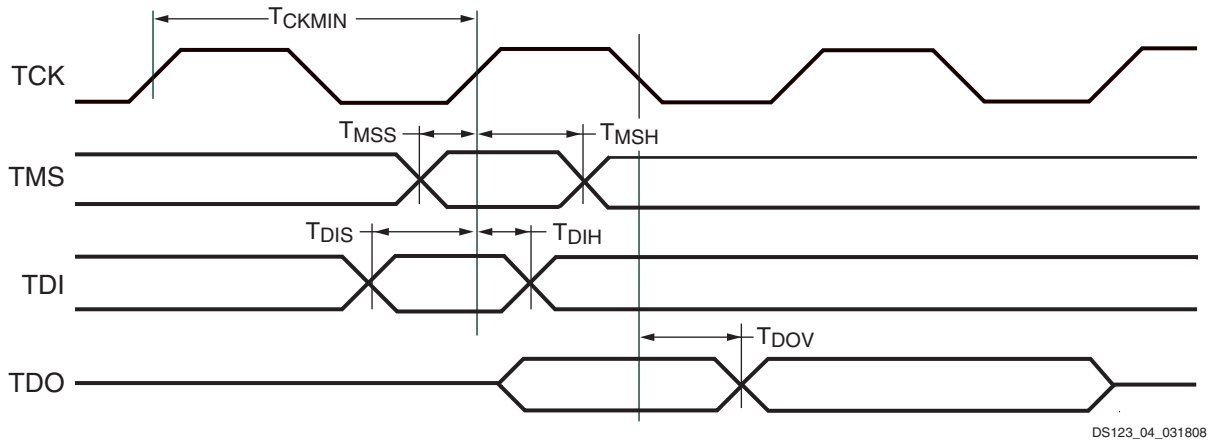 TCKMIN
TCK
TMSS
TMSH
TMS
TDIS
TDIH
TDI
TDOV
TDO
DS123_04_031808